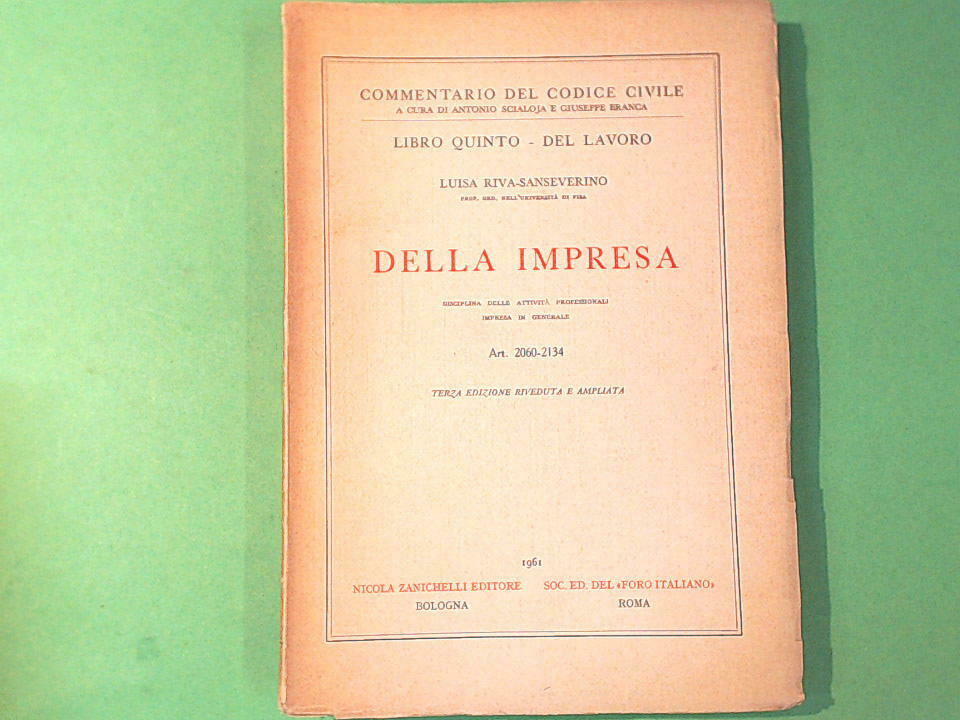 COMMENTARIO DEL CODICE CIVILE
A CURA DI ANTONIO SCIALOJA E GIUSEPPE BRANCA
LIBRO QUINTO - DEL LAVORO
LUISA RIVA-SANSEVERINO
PROF. ORD. NELL'UNIVERSITÀ DI PISA
DELLA IMPRESA
DISCIPLINA DELLE ATTIVITÀ PROFESSIONALI
IMPRESA IN GENERALE
Art. 2060-2134
TERZA EDIZIONE RIVEDUTA E AMPLIATA
1961
NICOLA ZANICHELLI EDITORE SOC. ED. DEL «FORO ITALIANO»
BOLOGNA ROMA